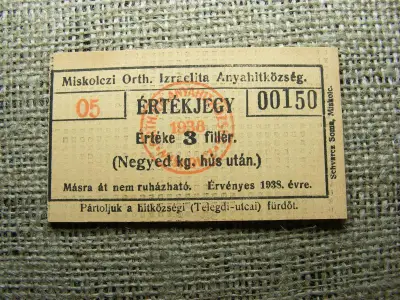 Miskolczi Orth. Izraelita Anyahitközség.
05
ÉRTÉKJEGY
00150
1938
Értéke 3 fillér.
(Negyed kg. hús után.)
Másra át nem ruházható. Érvényes 1938. évre.
Pártoljuk a hitközségi (Telegdi-utcai) fürdőt.
Schvarcz Soma, Miskolc.